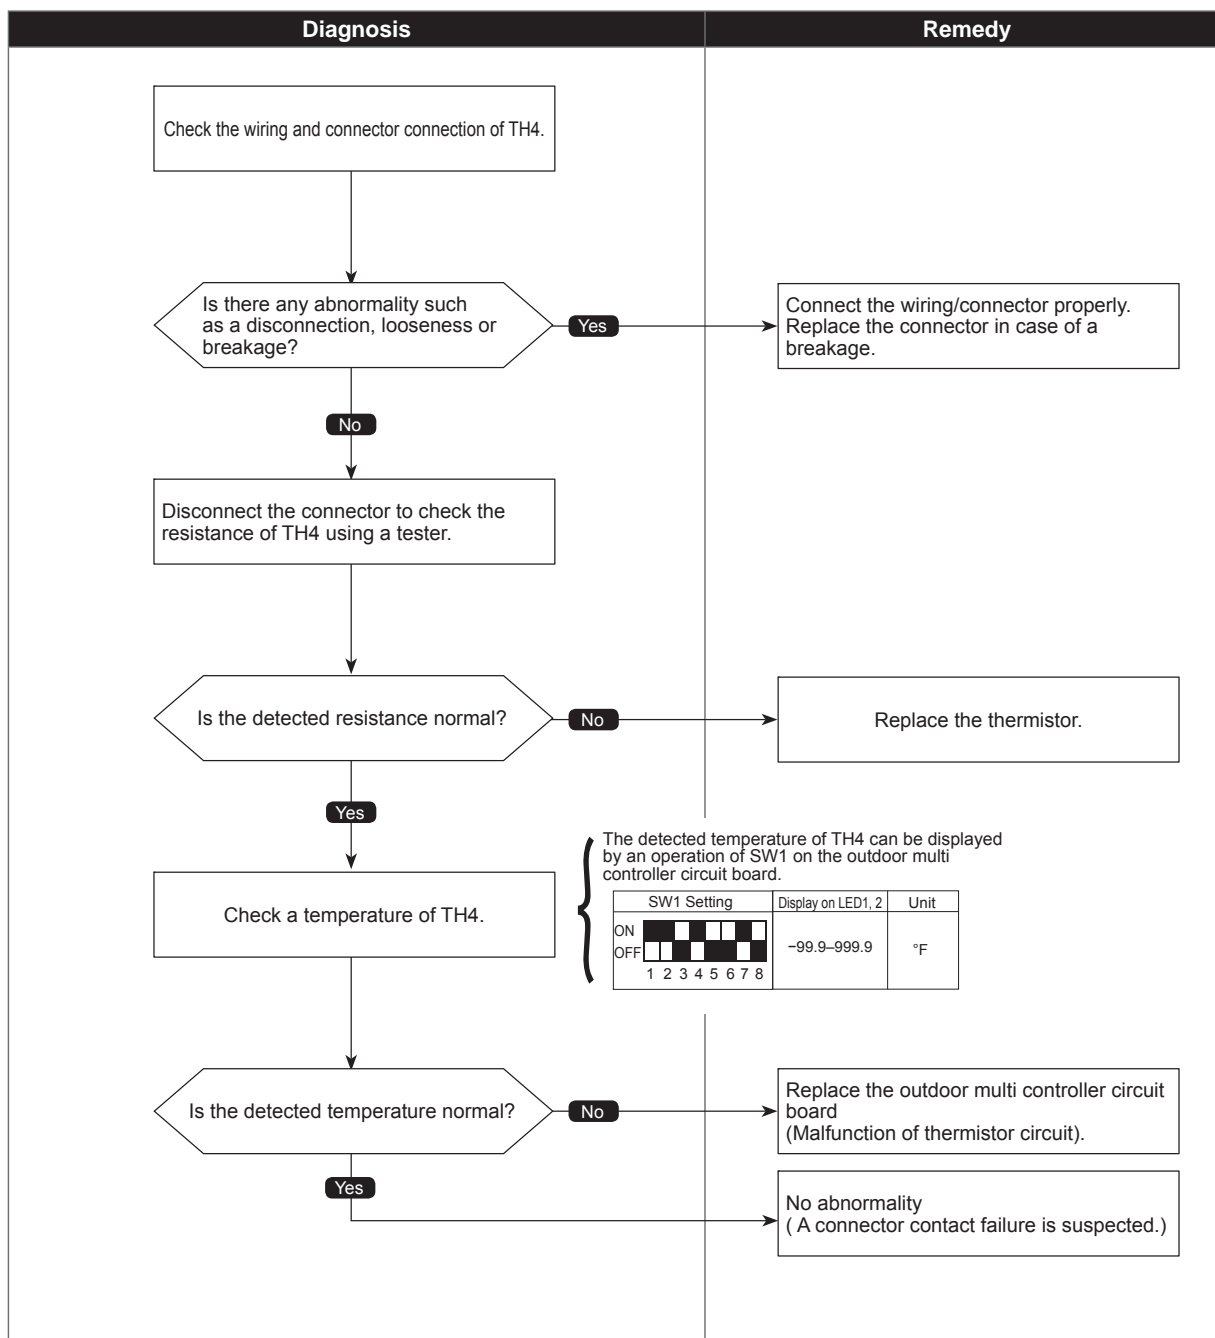 Diagnosis
Remedy
Check the wiring and connector connection of TH4.
Is there any abnormality such
as a disconnection, looseness or
breakage?
Yes
Connect the wiring/connector properly.
Replace the connector in case of a
breakage.
No
Disconnect the connector to check the
resistance of TH4 using a tester.
Is the detected resistance normal?
No
Replace the thermistor.
Yes
Check a temperature of TH4.
The detected temperature of TH4 can be displayed
by an operation of SW1 on the outdoor multi
controller circuit board.
SW1 Setting
Display on LED1, 2
Unit
ON
OFF
1 2 3 4 5 6 7 8
−99.9–999.9
°F
Is the detected temperature normal?
No
Replace the outdoor multi controller circuit
board
(Malfunction of thermistor circuit).
Yes
No abnormality
( A connector contact failure is suspected.)